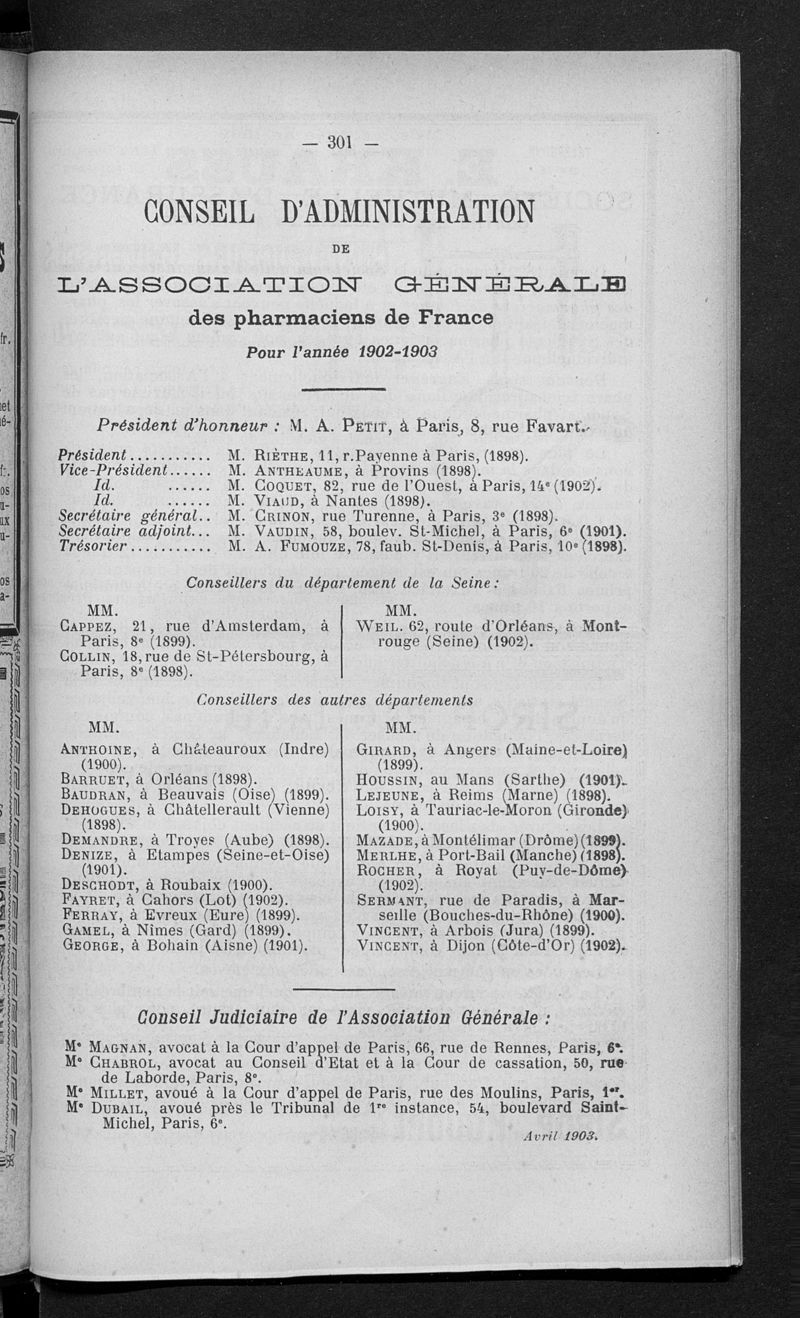 — 301 —
CONSEIL D'ADMINISTRATION
DE
L'ASSOCIATION GÉNÉRALE
des pharmaciens de France
Pour l'année 1902-1903
Président d'honneur : M. A. PETIT, à Paris, 8, rue Favart.
Président........... M. RIÈTHE, 11, r. Payenne à Paris, (1898).
Vice-Président...... M. ANTHEAUME, à Provins (1898).
Id. ...... M. COQUET, 82, rue de l'Ouest, à Paris, 14e (1902).
Id. ...... M. VIAUD, à Nantes (1898).
Secrétaire général.. M. CRINON, rue Turenne, à Paris, 3e (1898).
Secrétaire adjoint... M. VAUDIN, 58, boulev. St-Michel, à Paris, 6e (1901).
Trésorier........... M. A. FUMOUZE, 78, faub. St-Denis, à Paris, 10e (1898).
Conseillers du département de la Seine :
MM.
CAPPEZ, 21, rue d'Amsterdam, à
Paris, 8e (1899).
COLLIN, 18, rue de St-Pétersbourg, à
Paris, 8e (1898).
MM.
WEIL. 62, route d'Orléans, à Mont-
rouge (Seine) (1902).
Conseillers des autres départements
MM.
ANTHOINE, à Châteauroux (Indre)
(1900).
BARRUET, à Orléans (1898).
BAUDRAN, à Beauvais (Oise) (1899).
DEHOGUES, à Châtellerault (Vienne)
(1898).
DEMANDRE, à Troyes (Aube) (1898).
DENIZE, à Etampes (Seine-et-Oise)
(1901).
DESCHODT, à Roubaix (1900).
FAYRET, à Cahors (Lot) (1902).
FERRAY, à Evreux (Eure) (1899).
GAMEL, à Nîmes (Gard) (1899).
GEORGE, à Bohain (Aisne) (1901).
MM.
GIRARD, à Angers (Maine-et-Loire)
(1899).
HOUSSIN, au Mans (Sarthe) (1901).
LEJEUNE, à Reims (Marne) (1898).
LOISY, à Tauriac-le-Moron (Gironde)
(1900).
MAZADE, à Montélimar (Drôme) (1899).
MERLHE, à Port-Bail (Manche) (1898).
ROCHER, à Royat (Puy-de-Dôme)
(1902).
SERMANT, rue de Paradis, à Mar-
seille (Bouches-du-Rhône) (1900).
VINCENT, à Arbois (Jura) (1899).
VINCENT, à Dijon (Côte-d'Or) (1902).
Conseil Judiciaire de l'Association Générale :
Me MAGNAN, avocat à la Cour d'appel de Paris, 66, rue de Rennes, Paris, 6e.
Me CHABROL, avocat au Conseil d'Etat et à la Cour de cassation, 50, rue
de Laborde, Paris, 8e.
Me MILLET, avoué à la Cour d'appel de Paris, rue des Moulins, Paris, 1er.
Me DUBAIL, avoué près le Tribunal de 1re instance, 54, boulevard Saint-
Michel, Paris, 6e.
Avril 1903.